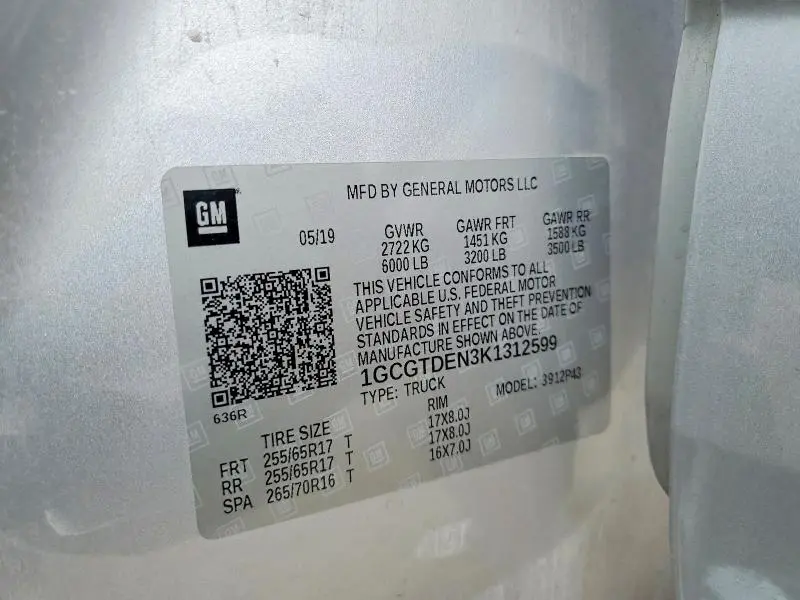 MFD BY GENERAL MOTORS LLC
GM
05/19 GVWR GAWR FRT GAWR RR
2722 KG 1451 KG 1588 KG
6000 LB 3200 LB 3500 LB
THIS VEHICLE CONFORMS TO ALL
APPLICABLE U.S. FEDERAL MOTOR
VEHICLE SAFETY AND THEFT PREVENTION
STANDARDS IN EFFECT ON THE DATE OF
MANUFACTURE SHOWN ABOVE.
1GCGTDEN3K1312599
TYPE: TRUCK MODEL: 3912P43
636R
TIRE SIZE RIM
FRT 255/65R17 T 17X8.0J
RR 255/65R17 T 17X8.0J
SPA 265/70R16 T 16X7.0J